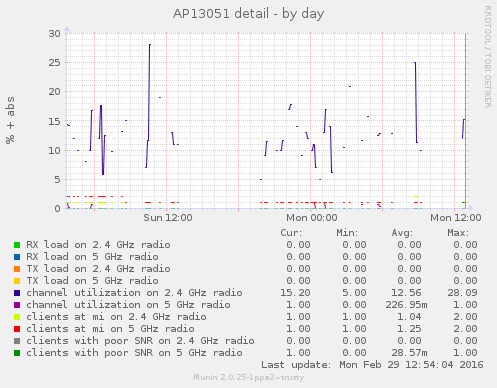 AP13051 detail - by day
RRDTOOL / TOBI OETIKER
% + abs
30
25
20
15
10
5
0
Sun 12:00 Mon 00:00 Mon 12:00
Cur: Min: Avg: Max:
RX load on 2.4 GHz radio 0.00 0.00 0.00 0.00
RX load on 5 GHz radio 0.00 0.00 0.00 0.00
TX load on 2.4 GHz radio 0.00 0.00 0.00 0.00
TX load on 5 GHz radio 0.00 0.00 0.00 0.00
channel utilization on 2.4 GHz radio 15.20 5.00 12.56 28.09
channel utilization on 5 GHz radio 1.00 0.00 226.95m 1.00
clients at mi on 2.4 GHz radio 1.00 1.00 1.04 2.00
clients at mi on 5 GHz radio 1.00 1.00 1.25 2.00
clients with poor SNR on 2.4 GHz radio 0.00 0.00 0.00 0.00
clients with poor SNR on 5 GHz radio 1.00 0.00 28.57m 1.00
Last update: Mon Feb 29 12:54:04 2016
Munin 2.0.25-1ppa2~trusty